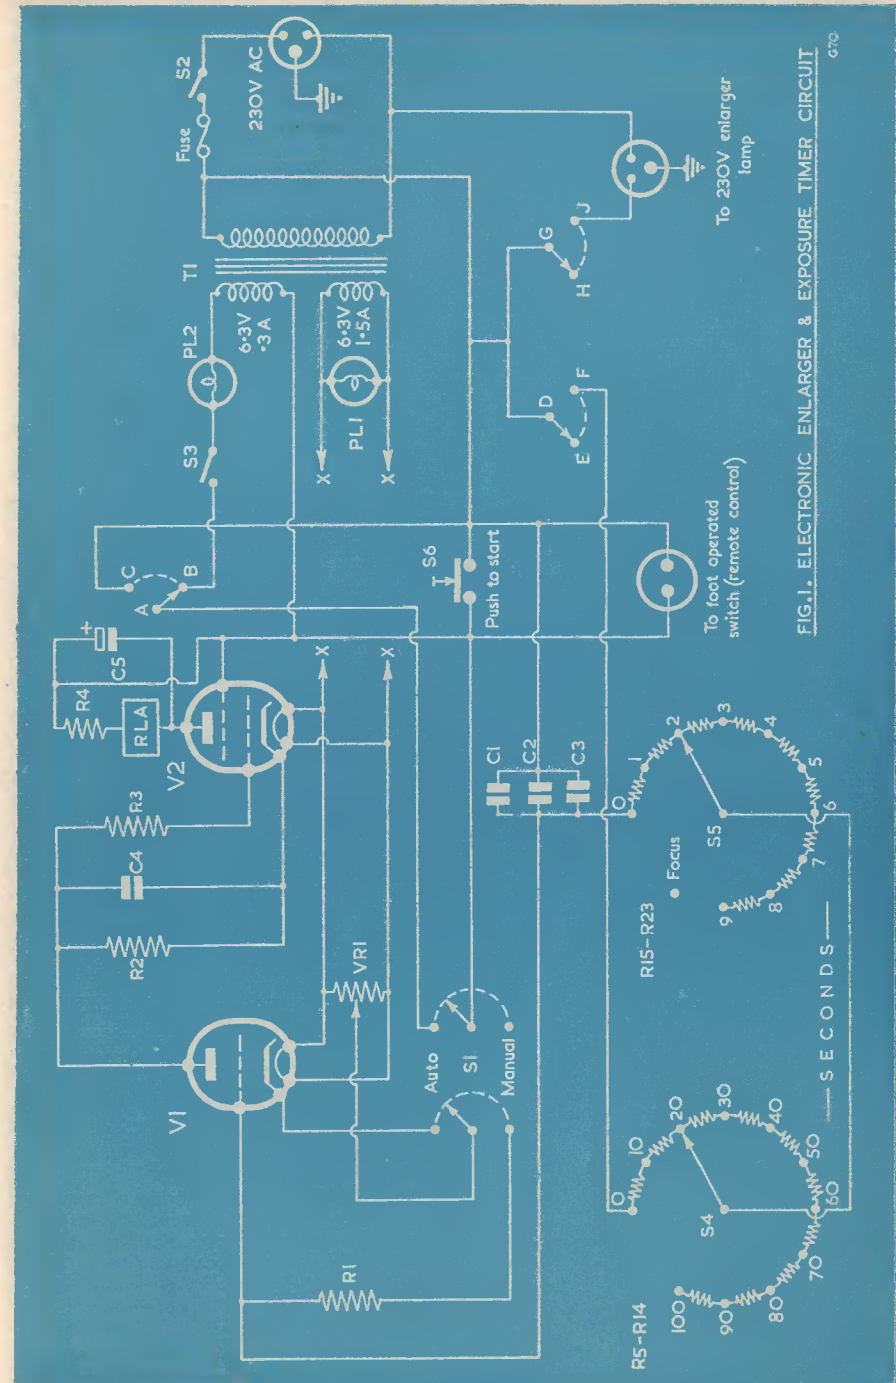 S2
Fuse
230V AC
T1
PL2
6·3V
·3A
6·3V
1·5A
PL1
S3
X
X
C
B
A
+
C5
R4
RLA
V2
R3
C4
R2
X
X
S6
Push to start
G
J
H
D
F
E
To 230V enlarger
lamp
To foot operated
switch (remote control)
C1
C2
C3
VR1
V1
Auto
S1
Manual
R1
R15–R23
Focus
0
1
2
3
4
5
6
7
8
9
S5
SECONDS
R5–R14
0
10
20
30
40
50
60
70
80
90
100
S4
FIG.1. ELECTRONIC ENLARGER & EXPOSURE TIMER CIRCUIT
G70